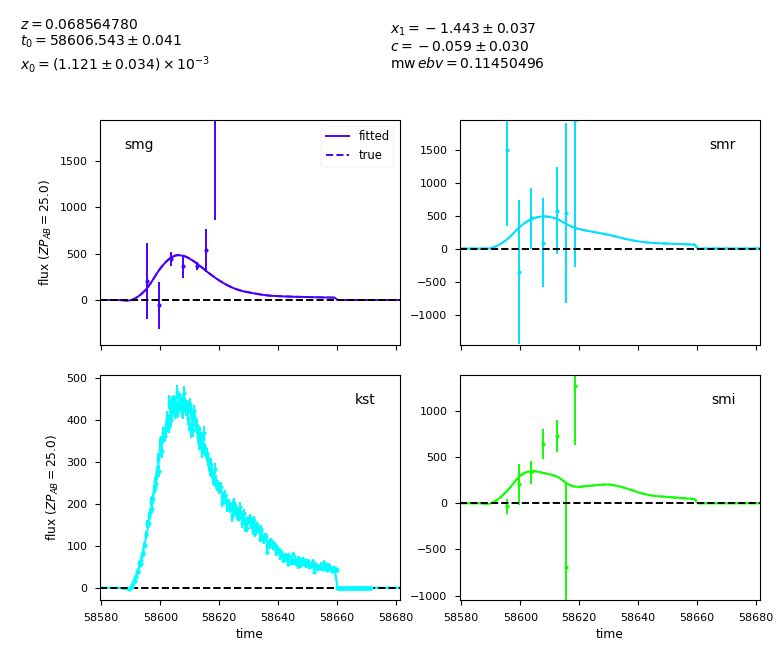 z = 0.068564780
t₀ = 58606.543 ± 0.041
x₀ = (1.121 ± 0.034) × 10⁻³
x₁ = −1.443 ± 0.037
c = −0.059 ± 0.030
mw ebv = 0.11450496
smg
fitted
true
1500
1000
500
0
flux (ZP_AB = 25.0)
smr
1500
1000
500
0
−500
−1000
kst
500
400
300
200
100
0
flux (ZP_AB = 25.0)
58580 58600 58620 58640 58660 58680
time
smi
1000
500
0
−500
−1000
58580 58600 58620 58640 58660 58680
time